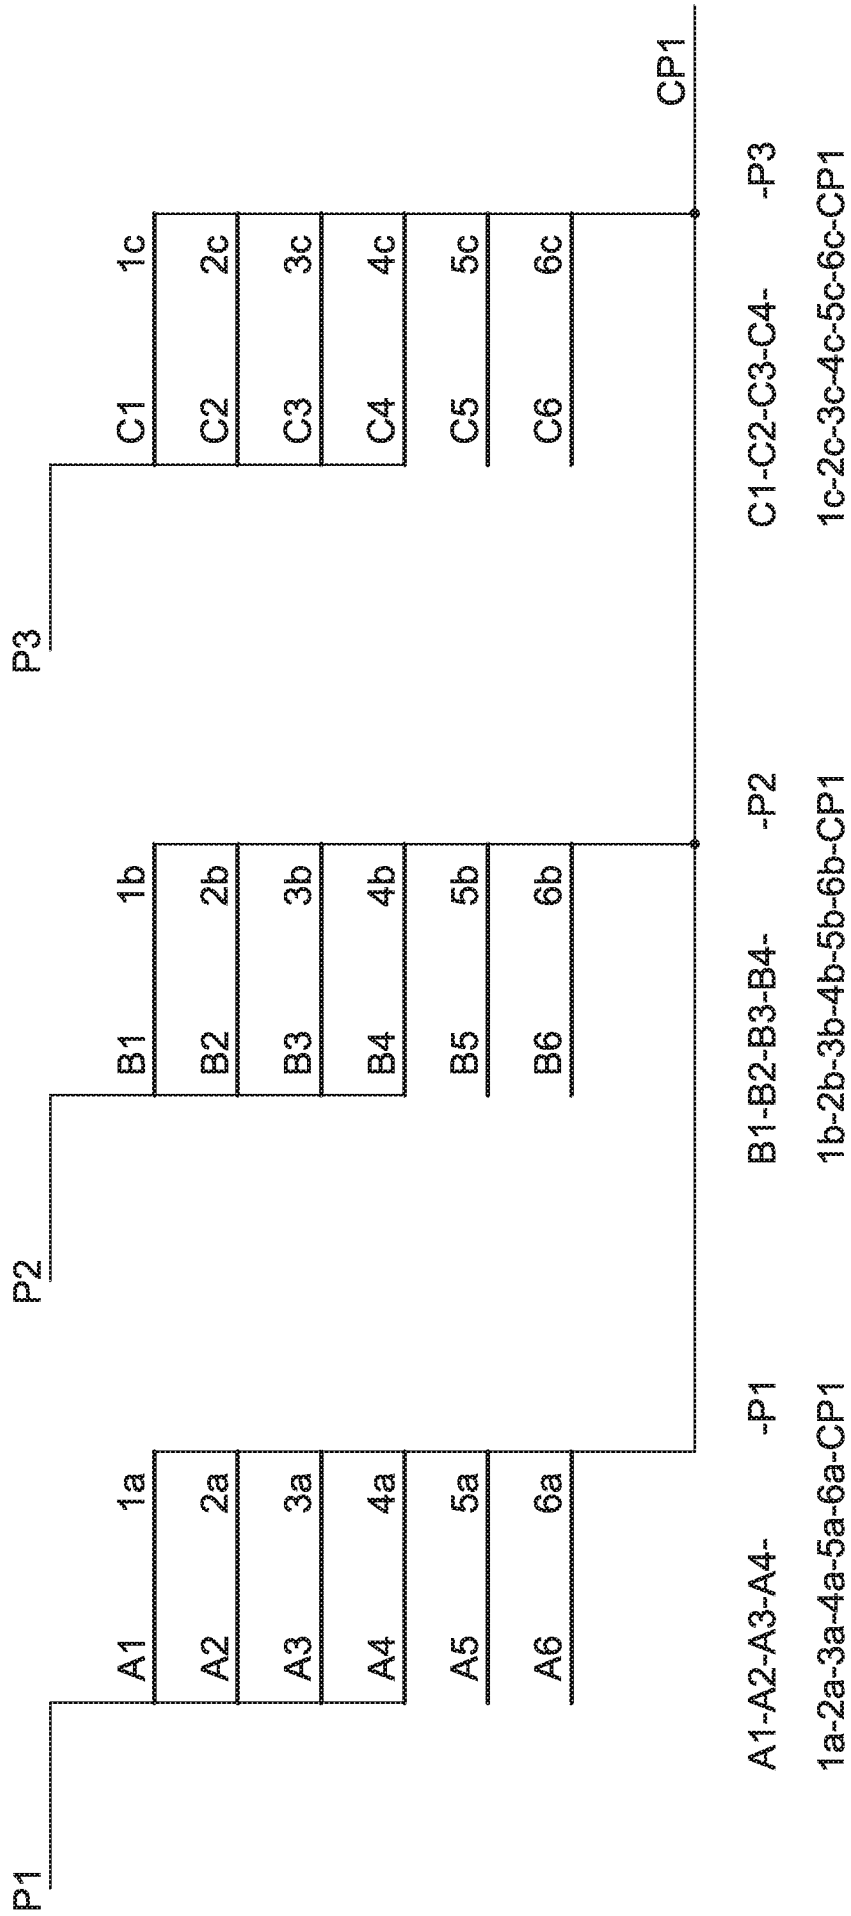 P1
A1 1a
A2 2a
A3 3a
A4 4a
A5 5a
A6 6a
A1-A2-A3-A4- -P1
1a-2a-3a-4a-5a-6a-CP1
P2
B1 1b
B2 2b
B3 3b
B4 4b
B5 5b
B6 6b
B1-B2-B3-B4- -P2
1b-2b-3b-4b-5b-6b-CP1
P3
C1 1c
C2 2c
C3 3c
C4 4c
C5 5c
C6 6c
CP1
C1-C2-C3-C4- -P3
1c-2c-3c-4c-5c-6c-CP1